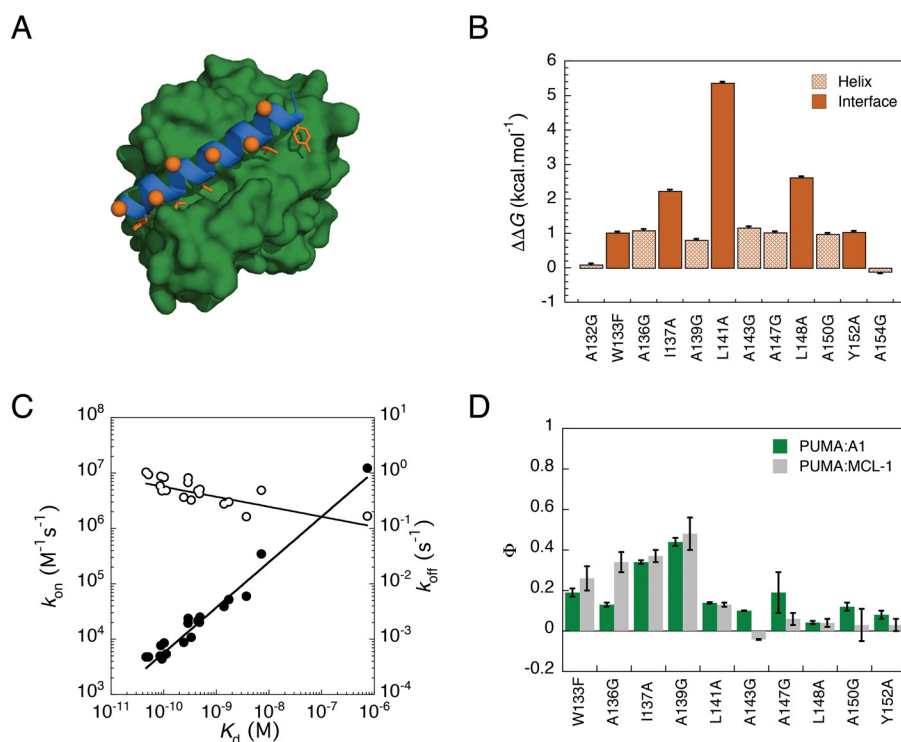 A
B
ΔΔG (kcal.mol⁻¹)
6
5
4
3
2
1
0
-1
Helix
Interface
A132G
W133F
A136G
I137A
A139G
L141A
A143G
A147G
L148A
A150G
Y152A
A154G
C
k_on (M⁻¹s⁻¹)
10⁸
10⁷
10⁶
10⁵
10⁴
10³
10¹
10⁰
10⁻¹
10⁻²
10⁻³
10⁻⁴
k_off (s⁻¹)
10⁻¹¹ 10⁻¹⁰ 10⁻⁹ 10⁻⁸ 10⁻⁷ 10⁻⁶
K_d (M)
D
Φ
1
0.8
0.6
0.4
0.2
0
-0.2
PUMA:A1
PUMA:MCL-1
W133F
A136G
I137A
A139G
L141A
A143G
A147G
L148A
A150G
Y152A